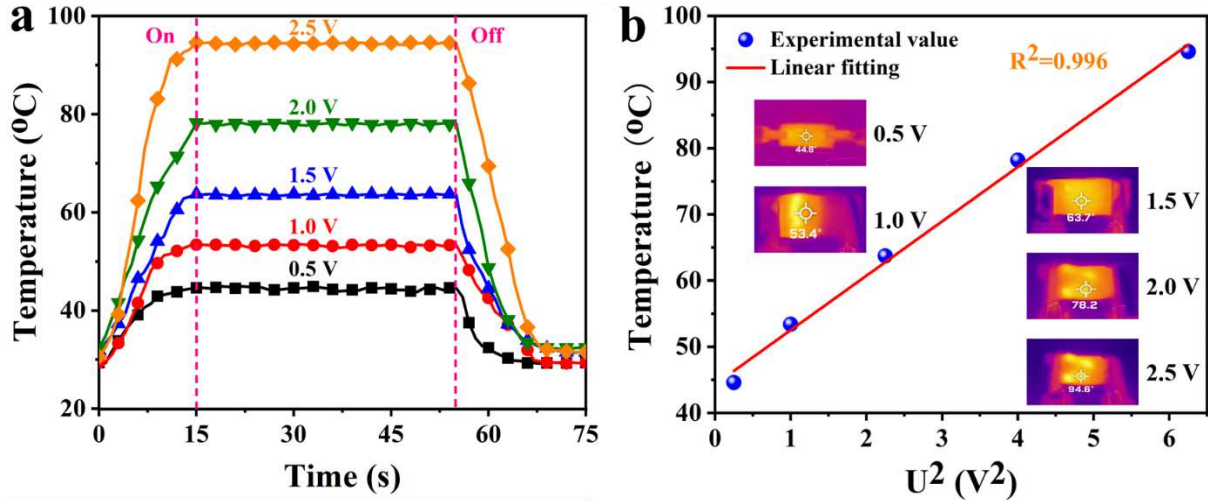 a
On
Off
2.5 V
2.0 V
1.5 V
1.0 V
0.5 V
100
80
60
40
20
0
15
30
45
60
75
Temperature (⁰C)
Time (s)
b
Experimental value
Linear fitting
R²=0.996
44.6°
0.5 V
53.4°
1.0 V
63.7°
1.5 V
78.2
2.0 V
94.6°
2.5 V
100
90
80
70
60
50
40
0
1
2
3
4
5
6
Temperature (⁰C)
U² (V²)